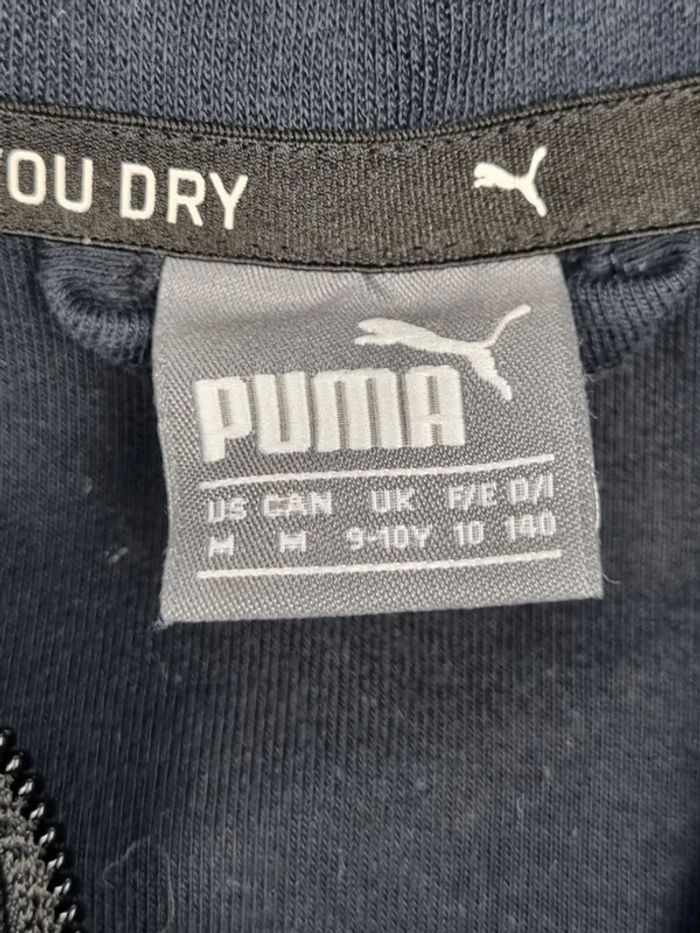 OU DRY
PUMA
US CAN UK F/E D/I
M M 9-10Y 10 140